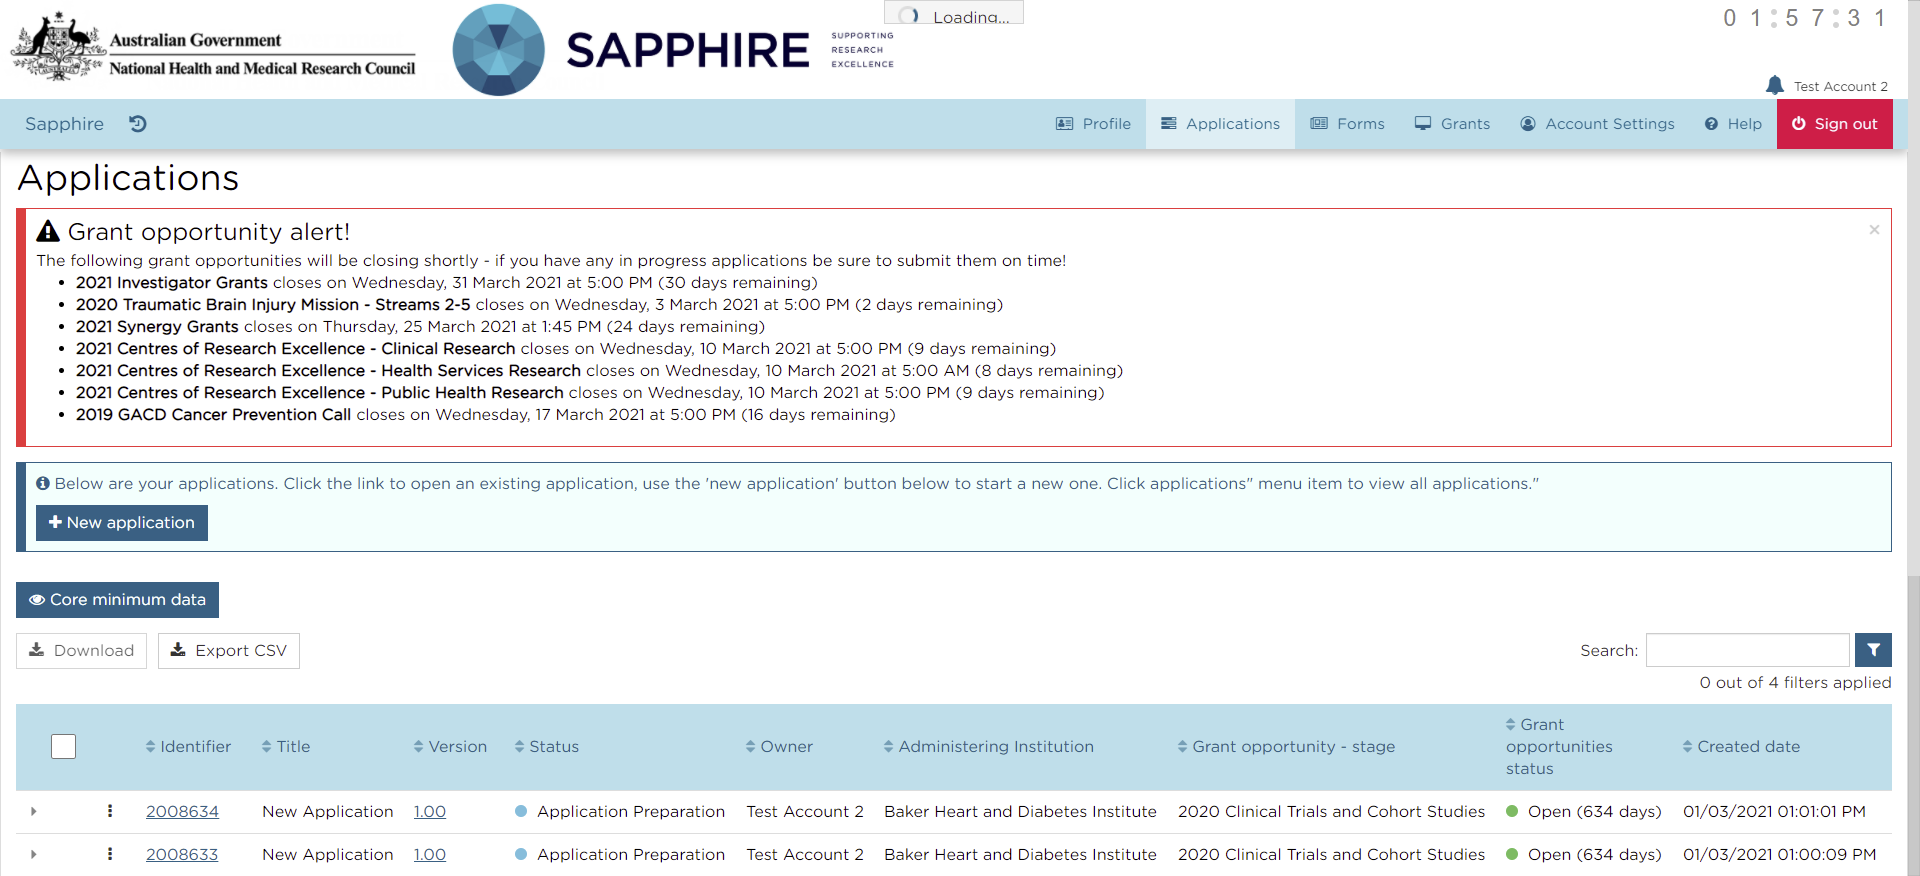 Loading...
01:57:31
Australian Government
National Health and Medical Research Council
SAPPHIRE
SUPPORTING
RESEARCH
EXCELLENCE
Test Account 2
Sapphire
Profile
Applications
Forms
Grants
Account Settings
Help
Sign out
Applications
Grant opportunity alert!
×
The following grant opportunities will be closing shortly - if you have any in progress applications be sure to submit them on time!
• 2021 Investigator Grants closes on Wednesday, 31 March 2021 at 5:00 PM (30 days remaining)
• 2020 Traumatic Brain Injury Mission - Streams 2-5 closes on Wednesday, 3 March 2021 at 5:00 PM (2 days remaining)
• 2021 Synergy Grants closes on Thursday, 25 March 2021 at 1:45 PM (24 days remaining)
• 2021 Centres of Research Excellence - Clinical Research closes on Wednesday, 10 March 2021 at 5:00 PM (9 days remaining)
• 2021 Centres of Research Excellence - Health Services Research closes on Wednesday, 10 March 2021 at 5:00 AM (8 days remaining)
• 2021 Centres of Research Excellence - Public Health Research closes on Wednesday, 10 March 2021 at 5:00 PM (9 days remaining)
• 2019 GACD Cancer Prevention Call closes on Wednesday, 17 March 2021 at 5:00 PM (16 days remaining)
Below are your applications. Click the link to open an existing application, use the 'new application' button below to start a new one. Click applications" menu item to view all applications."
New application
Core minimum data
Download
Export CSV
Search:
0 out of 4 filters applied
Identifier Title Version Status Owner Administering Institution Grant opportunity - stage
Grant
opportunities
status
Created date
2008634 New Application 1.00 Application Preparation Test Account 2 Baker Heart and Diabetes Institute 2020 Clinical Trials and Cohort Studies Open (634 days) 01/03/2021 01:01:01 PM
2008633 New Application 1.00 Application Preparation Test Account 2 Baker Heart and Diabetes Institute 2020 Clinical Trials and Cohort Studies Open (634 days) 01/03/2021 01:00:09 PM